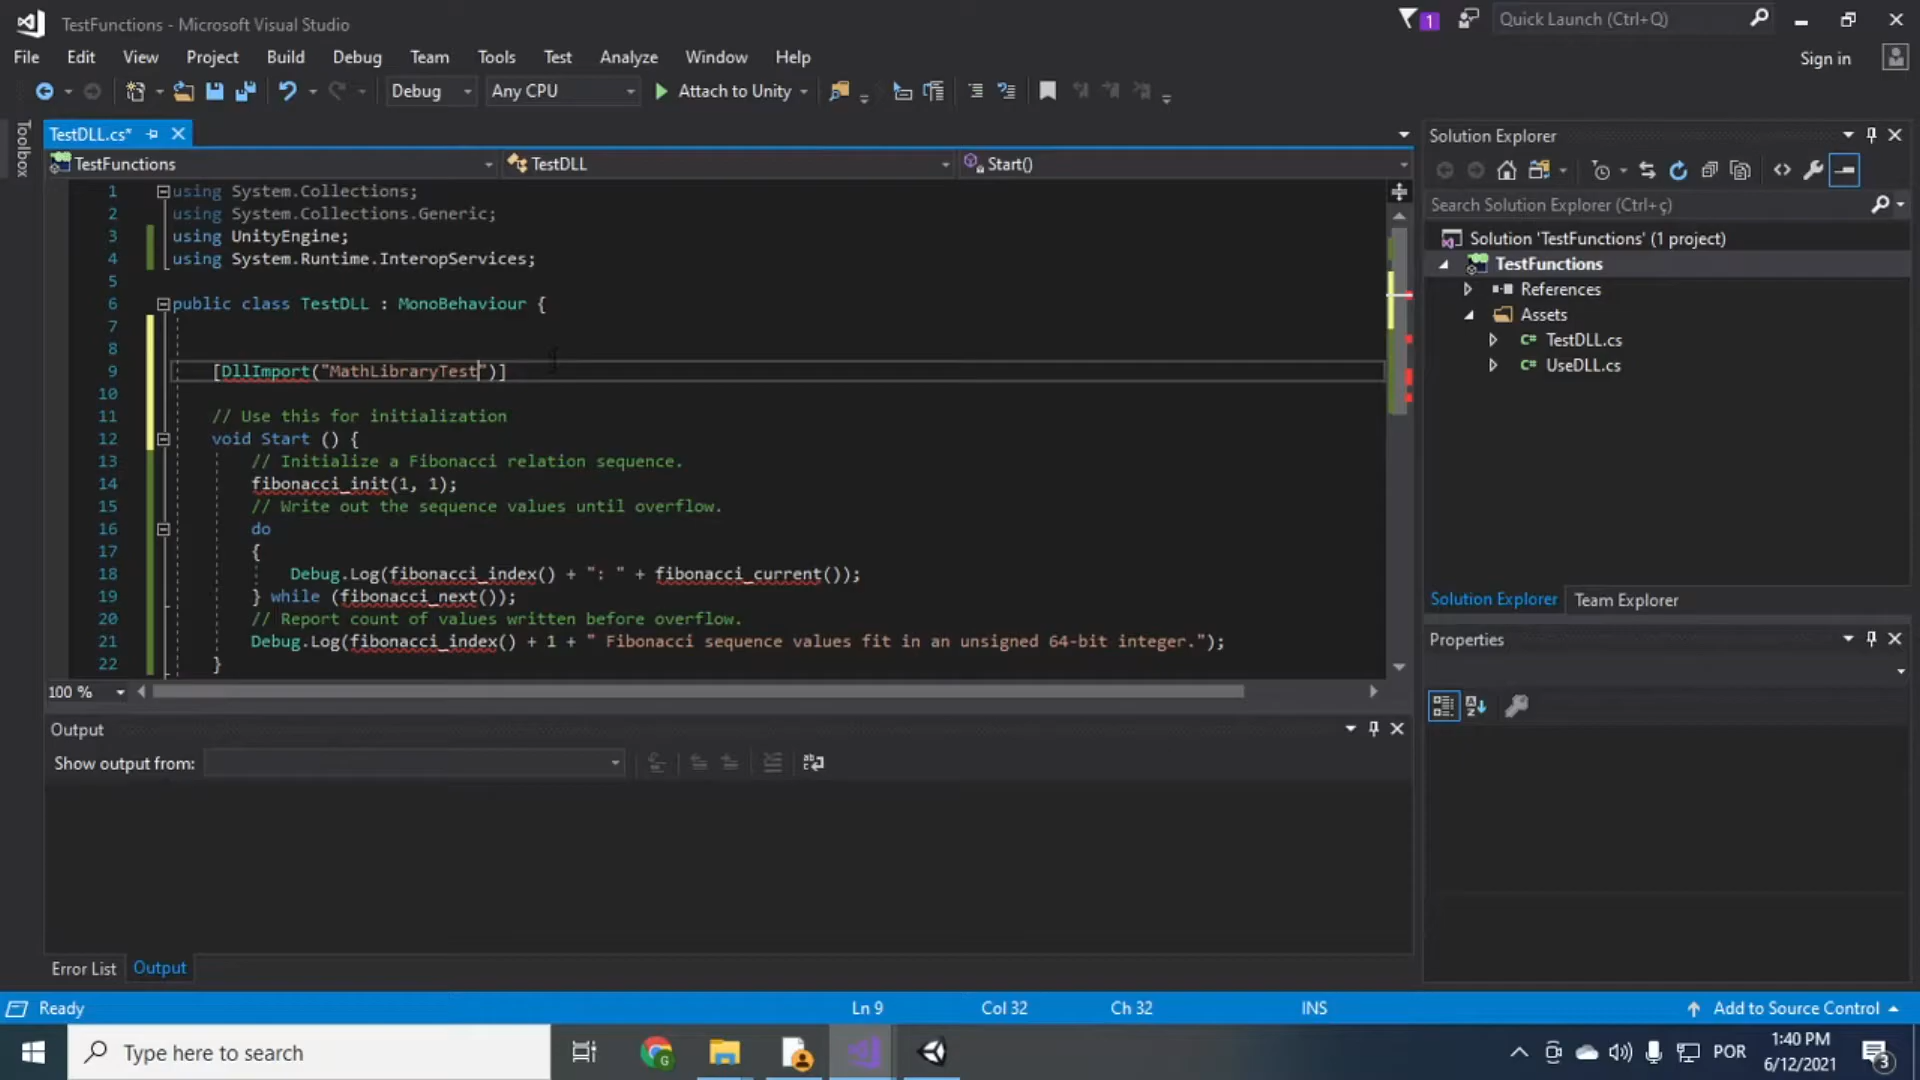 TestFunctions - Microsoft Visual Studio
1
Quick Launch (Ctrl+Q)
File Edit View Project Build Debug Team Tools Test Analyze Window Help
Sign in
Debug Any CPU Attach to Unity
Toolbox
TestDLL.cs*
TestFunctions TestDLL Start()
1 using System.Collections;
2 using System.Collections.Generic;
3 using UnityEngine;
4 using System.Runtime.InteropServices;
5
6 public class TestDLL : MonoBehaviour {
7
8
9 [DllImport("MathLibraryTest")]
10
11 // Use this for initialization
12 void Start () {
13 // Initialize a Fibonacci relation sequence.
14 fibonacci_init(1, 1);
15 // Write out the sequence values until overflow.
16 do
17 {
18 Debug.Log(fibonacci_index() + ": " + fibonacci_current());
19 } while (fibonacci_next());
20 // Report count of values written before overflow.
21 Debug.Log(fibonacci_index() + 1 + " Fibonacci sequence values fit in an unsigned 64-bit integer.");
22 }
100 %
Output
Show output from:
Error List Output
Solution Explorer
Search Solution Explorer (Ctrl+ç)
Solution 'TestFunctions' (1 project)
TestFunctions
References
Assets
C# TestDLL.cs
C# UseDLL.cs
Solution Explorer Team Explorer
Properties
Ready Ln 9 Col 32 Ch 32 INS Add to Source Control
Type here to search
POR
1:40 PM
6/12/2021
3